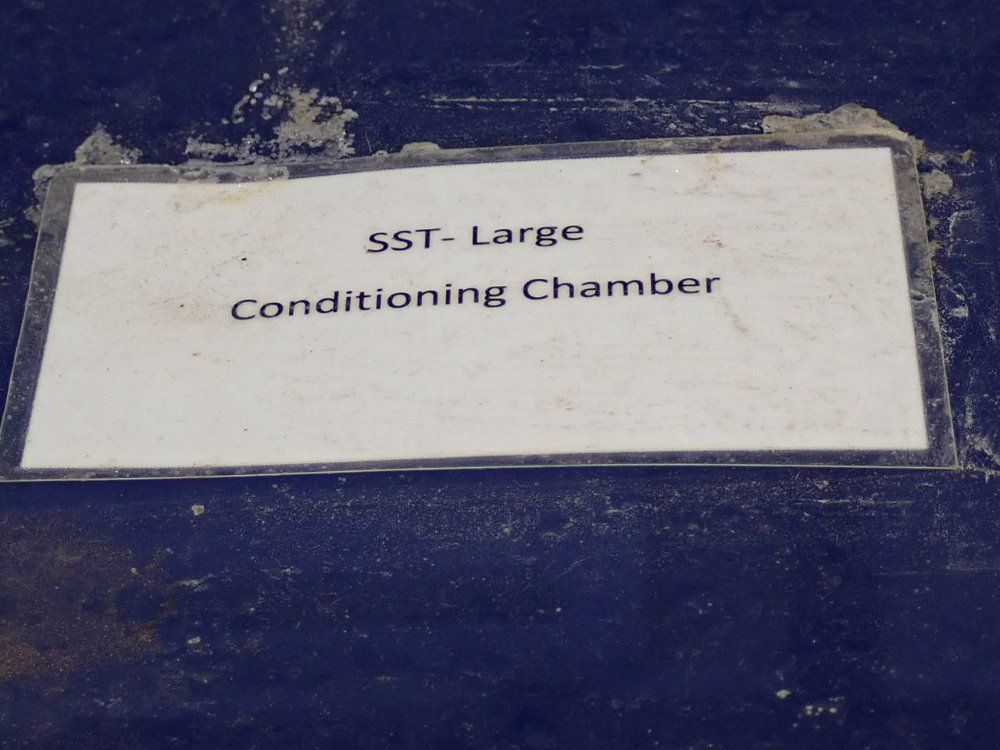 SST- Large
Conditioning Chamber